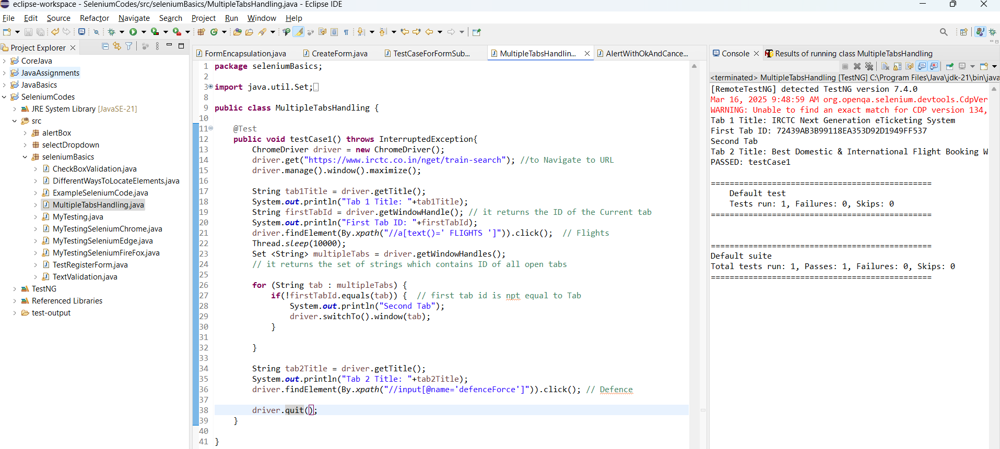 eclipse-workspace - SeleniumCodes/src/seleniumBasics/MultipleTabsHandling.java - Eclipse IDE
File Edit Source Refactor Navigate Search Project Run Window Help
Project Explorer
CoreJava
JavaAssignments
JavaBasics
SeleniumCodes
JRE System Library [JavaSE-21]
src
alertBox
selectDropdown
seleniumBasics
CheckBoxValidation.java
DifferentWaysToLocateElements.java
ExampleSeleniumCode.java
MultipleTabsHandling.java
MyTesting.java
MyTestingSeleniumChrome.java
MyTestingSeleniumEdge.java
MyTestingSeleniumFireFox.java
TestRegisterForm.java
TextValidation.java
TestNG
Referenced Libraries
test-output
FormEncapsulation.java CreateForm.java TestCaseForFormSub... MultipleTabsHandlin... AlertWithOkAndCance...
1 package seleniumBasics;
2
3 import java.util.Set;
8
9 public class MultipleTabsHandling {
10
11     @Test
12     public void testCase1() throws InterruptedException{
13         ChromeDriver driver = new ChromeDriver();
14         driver.get("https://www.irctc.co.in/nget/train-search"); //to Navigate to URL
15         driver.manage().window().maximize();
16
17         String tab1Title = driver.getTitle();
18         System.out.println("Tab 1 Title: "+tab1Title);
19         String firstTabId = driver.getWindowHandle(); // it returns the ID of the Current tab
20         System.out.println("First Tab ID: "+firstTabId);
21         driver.findElement(By.xpath("//a[text()=' FLIGHTS ']")).click();  // Flights
22         Thread.sleep(10000);
23         Set <String> multipleTabs = driver.getWindowHandles();
24         // it returns the set of strings which contains ID of all open tabs
25
26         for (String tab : multipleTabs) {
27             if(!firstTabId.equals(tab)) {  // first tab id is npt equal to Tab
28                 System.out.println("Second Tab");
29                 driver.switchTo().window(tab);
30             }
31
32         }
33
34         String tab2Title = driver.getTitle();
35         System.out.println("Tab 2 Title: "+tab2Title);
36         driver.findElement(By.xpath("//input[@name='defenceForce']")).click(); // Defence
37
38         driver.quit();
39     }
40
41 }
Console Results of running class MultipleTabsHandling
<terminated> MultipleTabsHandling [TestNG] C:\Program Files\Java\jdk-21\bin\java
[RemoteTestNG] detected TestNG version 7.4.0
Mar 16, 2025 9:48:59 AM org.openqa.selenium.devtools.CdpVer
WARNING: Unable to find an exact match for CDP version 134,
Tab 1 Title: IRCTC Next Generation eTicketing System
First Tab ID: 72439AB3B99118EA353D92D1949FF537
Second Tab
Tab 2 Title: Best Domestic & International Flight Booking W
PASSED: testCase1
===============================================
    Default test
    Tests run: 1, Failures: 0, Skips: 0
===============================================
===============================================
Default suite
Total tests run: 1, Passes: 1, Failures: 0, Skips: 0
===============================================